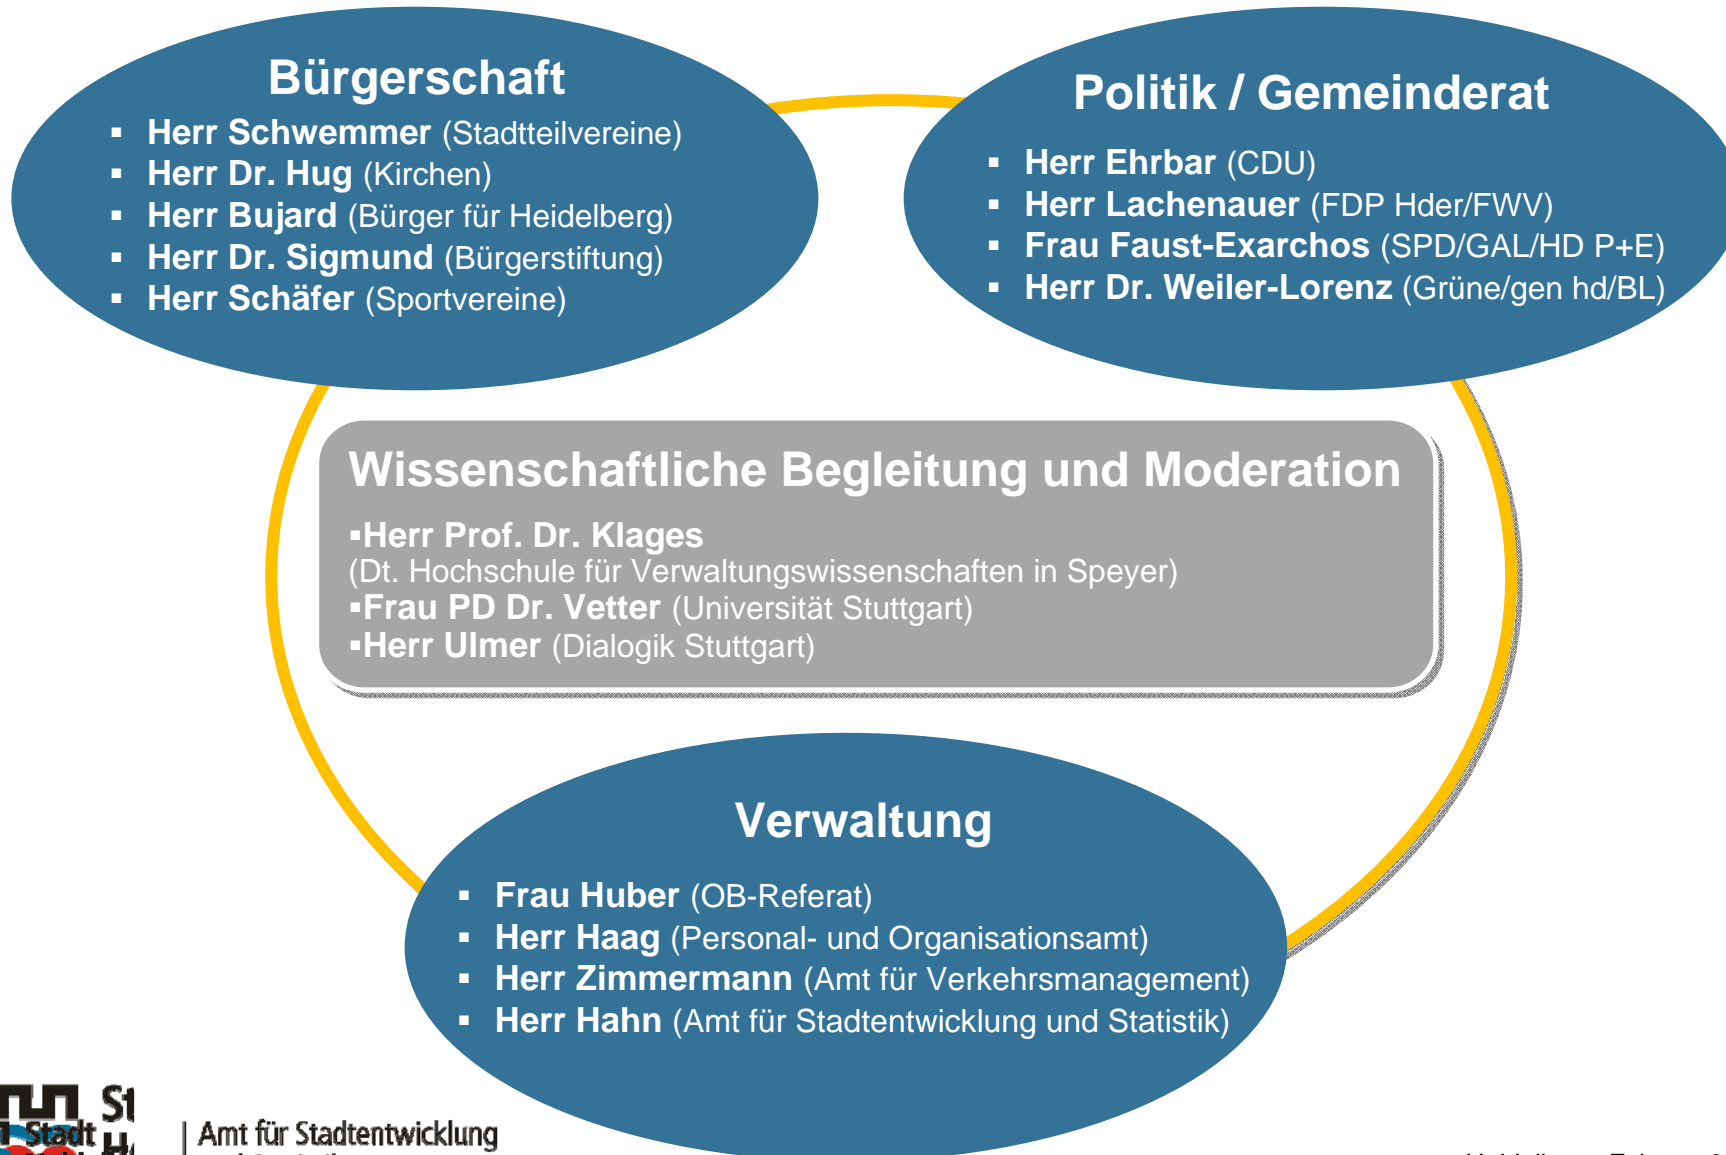 Bürgerschaft
▪ Herr Schwemmer (Stadtteilvereine)
▪ Herr Dr. Hug (Kirchen)
▪ Herr Bujard (Bürger für Heidelberg)
▪ Herr Dr. Sigmund (Bürgerstiftung)
▪ Herr Schäfer (Sportvereine)
Politik / Gemeinderat
▪ Herr Ehrbar (CDU)
▪ Herr Lachenauer (FDP Hder/FWV)
▪ Frau Faust-Exarchos (SPD/GAL/HD P+E)
▪ Herr Dr. Weiler-Lorenz (Grüne/gen hd/BL)
Wissenschaftliche Begleitung und Moderation
▪Herr Prof. Dr. Klages
(Dt. Hochschule für Verwaltungswissenschaften in Speyer)
▪Frau PD Dr. Vetter (Universität Stuttgart)
▪Herr Ulmer (Dialogik Stuttgart)
Verwaltung
▪ Frau Huber (OB-Referat)
▪ Herr Haag (Personal- und Organisationsamt)
▪ Herr Zimmermann (Amt für Verkehrsmanagement)
▪ Herr Hahn (Amt für Stadtentwicklung und Statistik)
Stadt
Amt für Stadtentwicklung